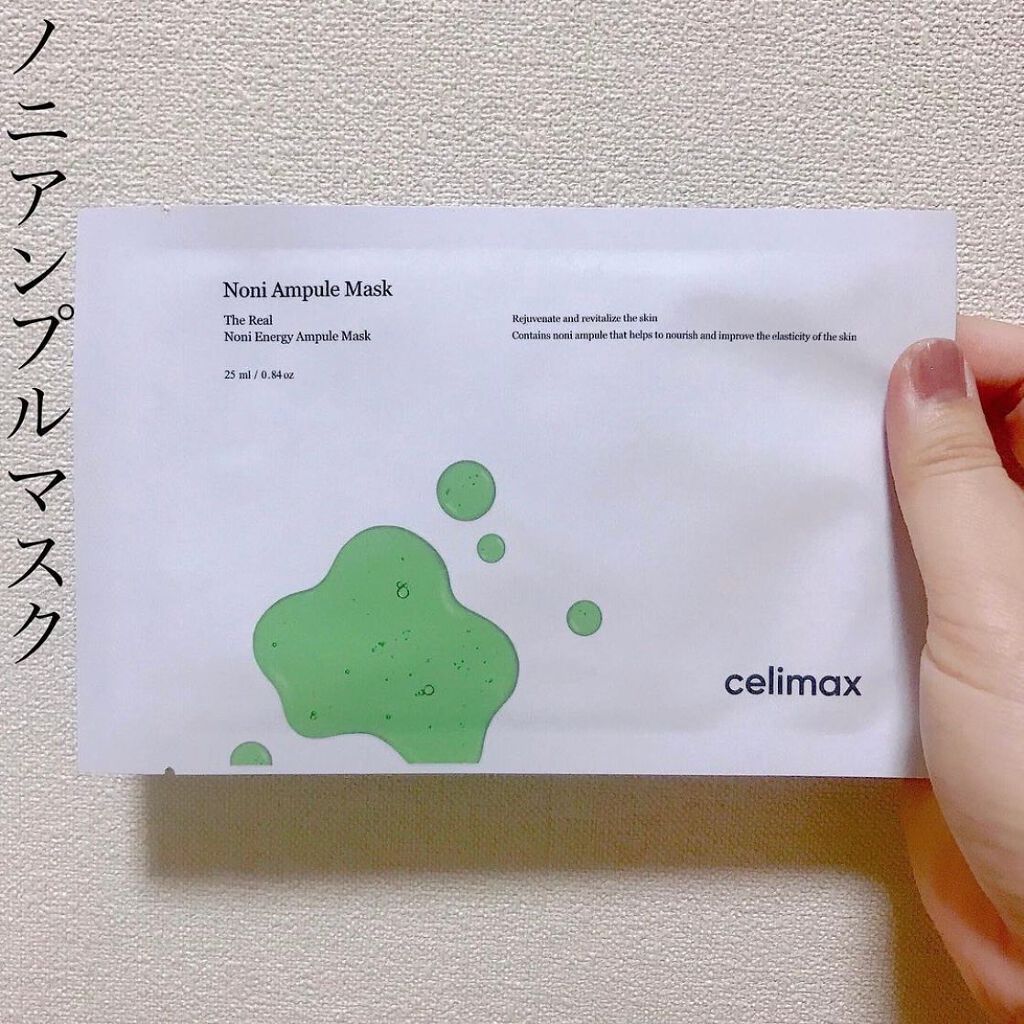 ノニアンプルマスク
Noni Ampule Mask
The Real
Noni Energy Ampule Mask
25 ml / 0.84 oz
Rejuvenate and revitalize the skin
Contains noni ampule that helps to nourish and improve the elasticity of the skin
celimax